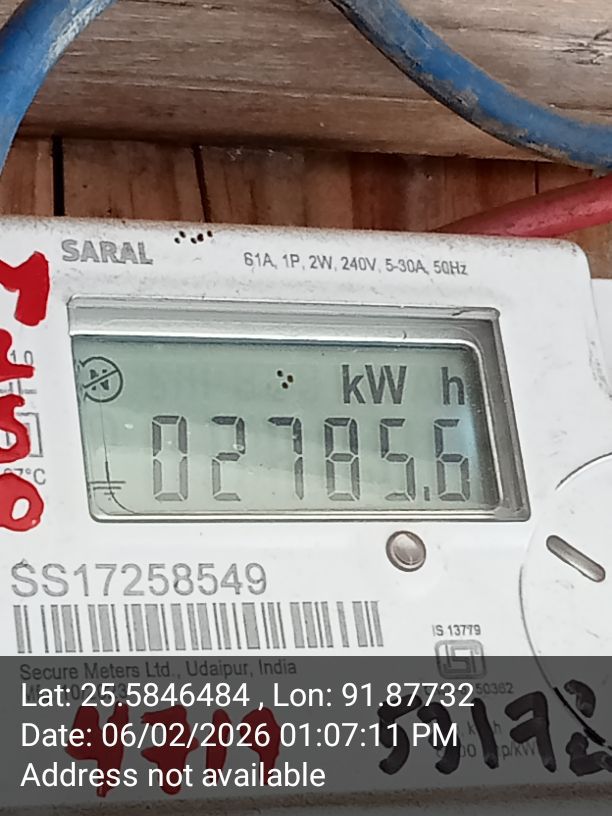 SARAL
61A, 1P, 2W, 240V, 5-30A, 50Hz
N
kW h
02785.6
SS17258549
IS 13779
Secure Meters Ltd., Udaipur, India
Lat: 25.5846484 , Lon: 91.87732
Date: 06/02/2026 01:07:11 PM
Address not available